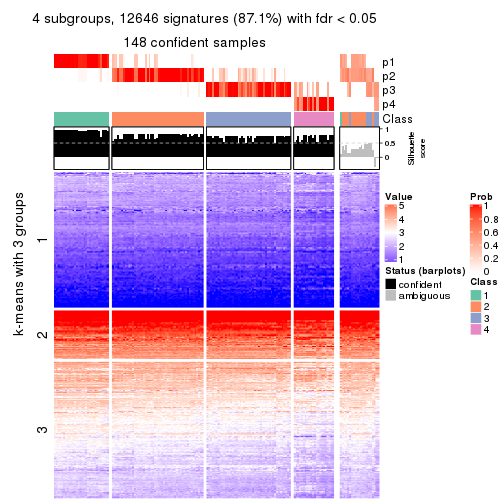 4 subgroups, 12646 signatures (87.1%) with fdr < 0.05
148 confident samples
p1
p2
p3
p4
Class
1
0.5
0
Silhouette
score
k-means with 3 groups
1
2
3
Value
5
4
3
2
1
Status (barplots)
confident
ambiguous
Prob
1
0.8
0.6
0.4
0.2
0
Class
1
2
3
4